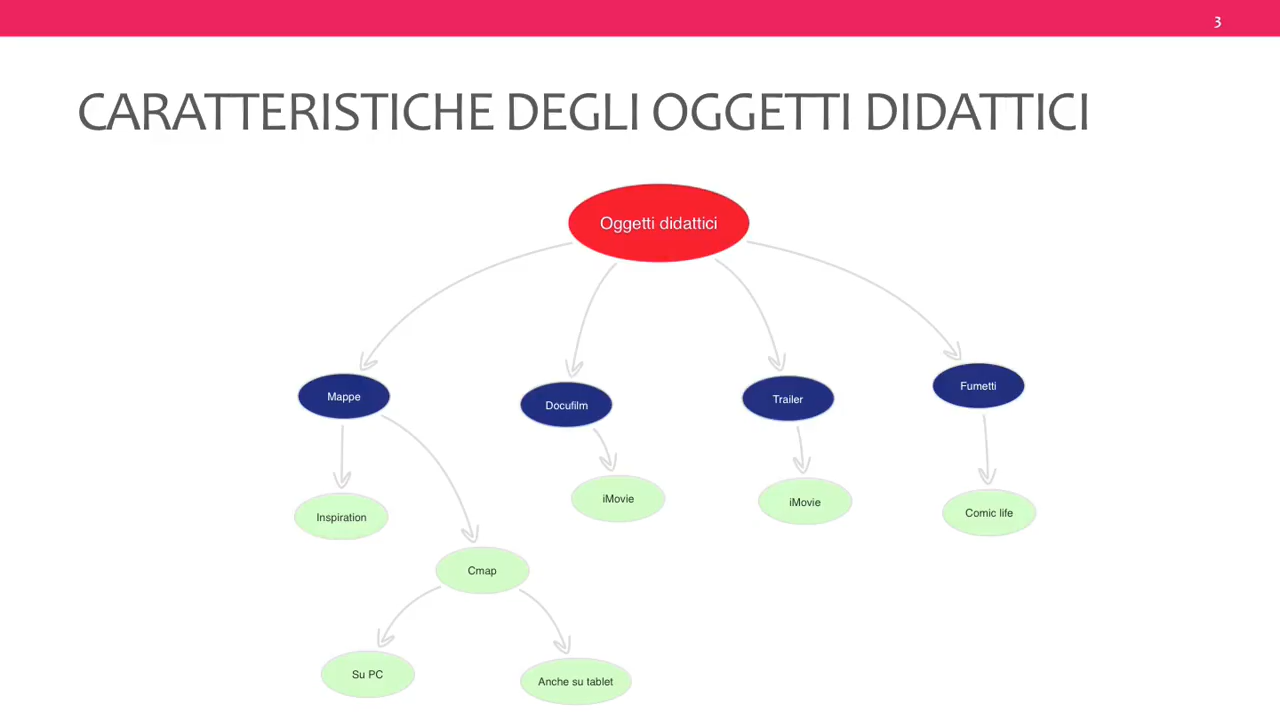 3
CARATTERISTICHE DEGLI OGGETTI DIDATTICI
Oggetti didattici
Mappe
Docufilm
Trailer
Fumetti
Inspiration
iMovie
iMovie
Comic life
Cmap
Su PC
Anche su tablet